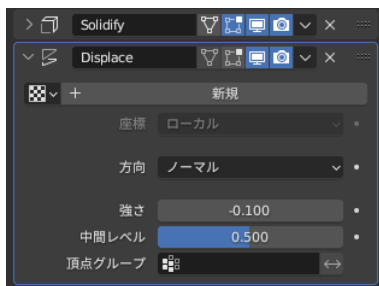 Solidify
Displace
+ 新規
座標 ローカル
方向 ノーマル
強さ -0.100
中間レベル 0.500
頂点グループ